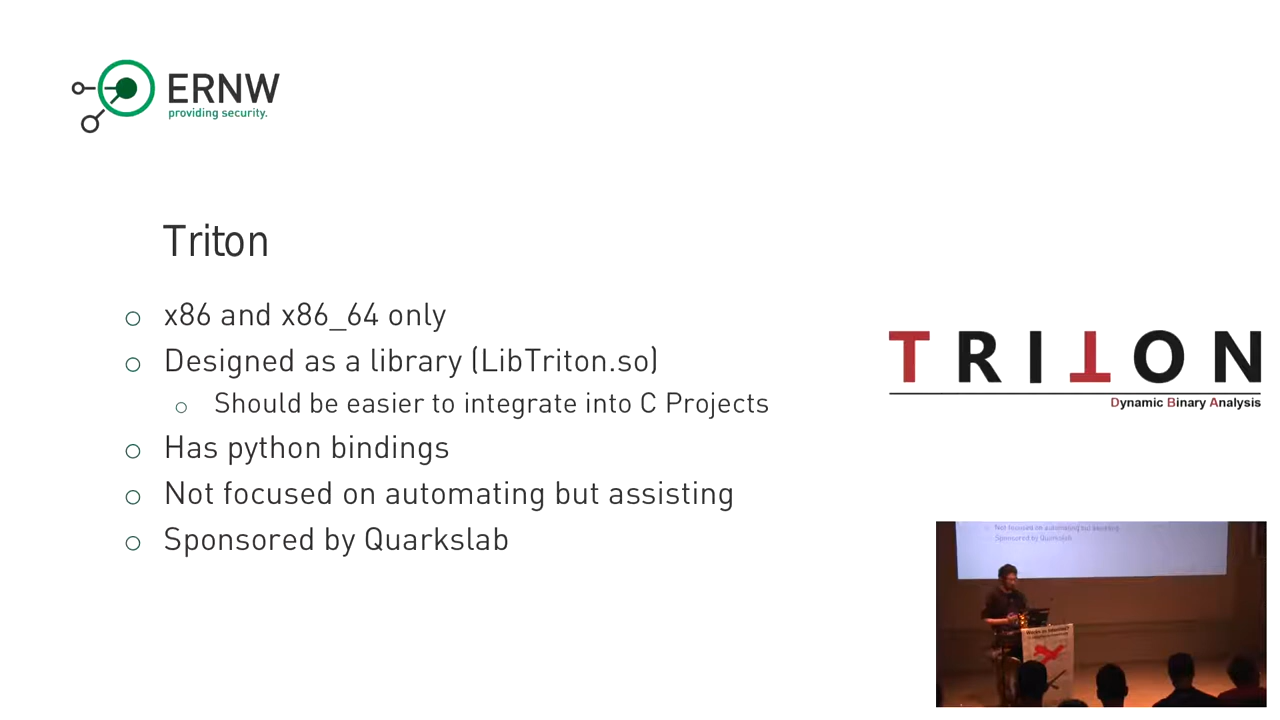 ERNW
providing security.
Triton
x86 and x86_64 only
Designed as a library (LibTriton.so)
Should be easier to integrate into C Projects
Has python bindings
Not focused on automating but assisting
Sponsored by Quarkslab
TRITON
Dynamic Binary Analysis
Not focused on automating but assisting
Sponsored by Quarkslab